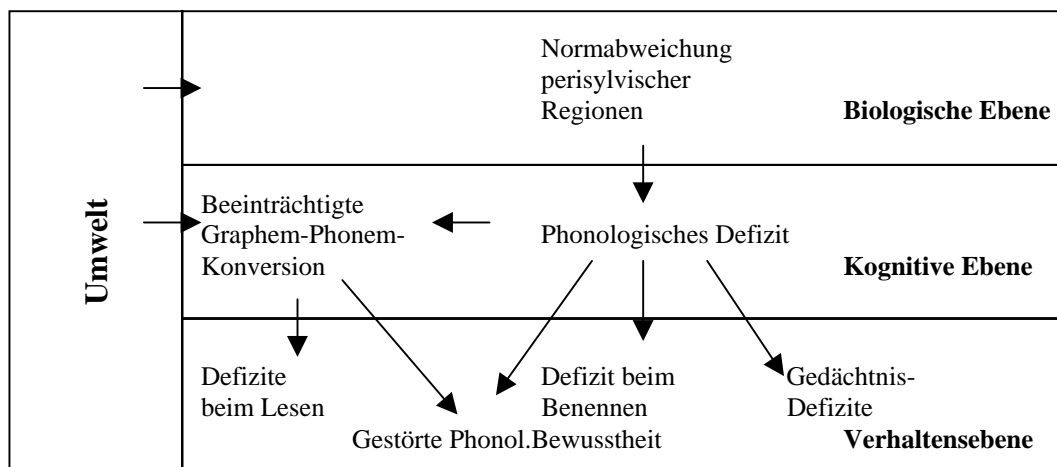 Umwelt
Normabweichung
perisylvischer
Regionen
Biologische Ebene
Beeinträchtigte
Graphem-Phonem-
Konversion
Phonologisches Defizit
Kognitive Ebene
Defizite
beim Lesen
Defizit beim
Benennen
Gedächtnis-
Defizite
Gestörte Phonol.Bewusstheit
Verhaltensebene